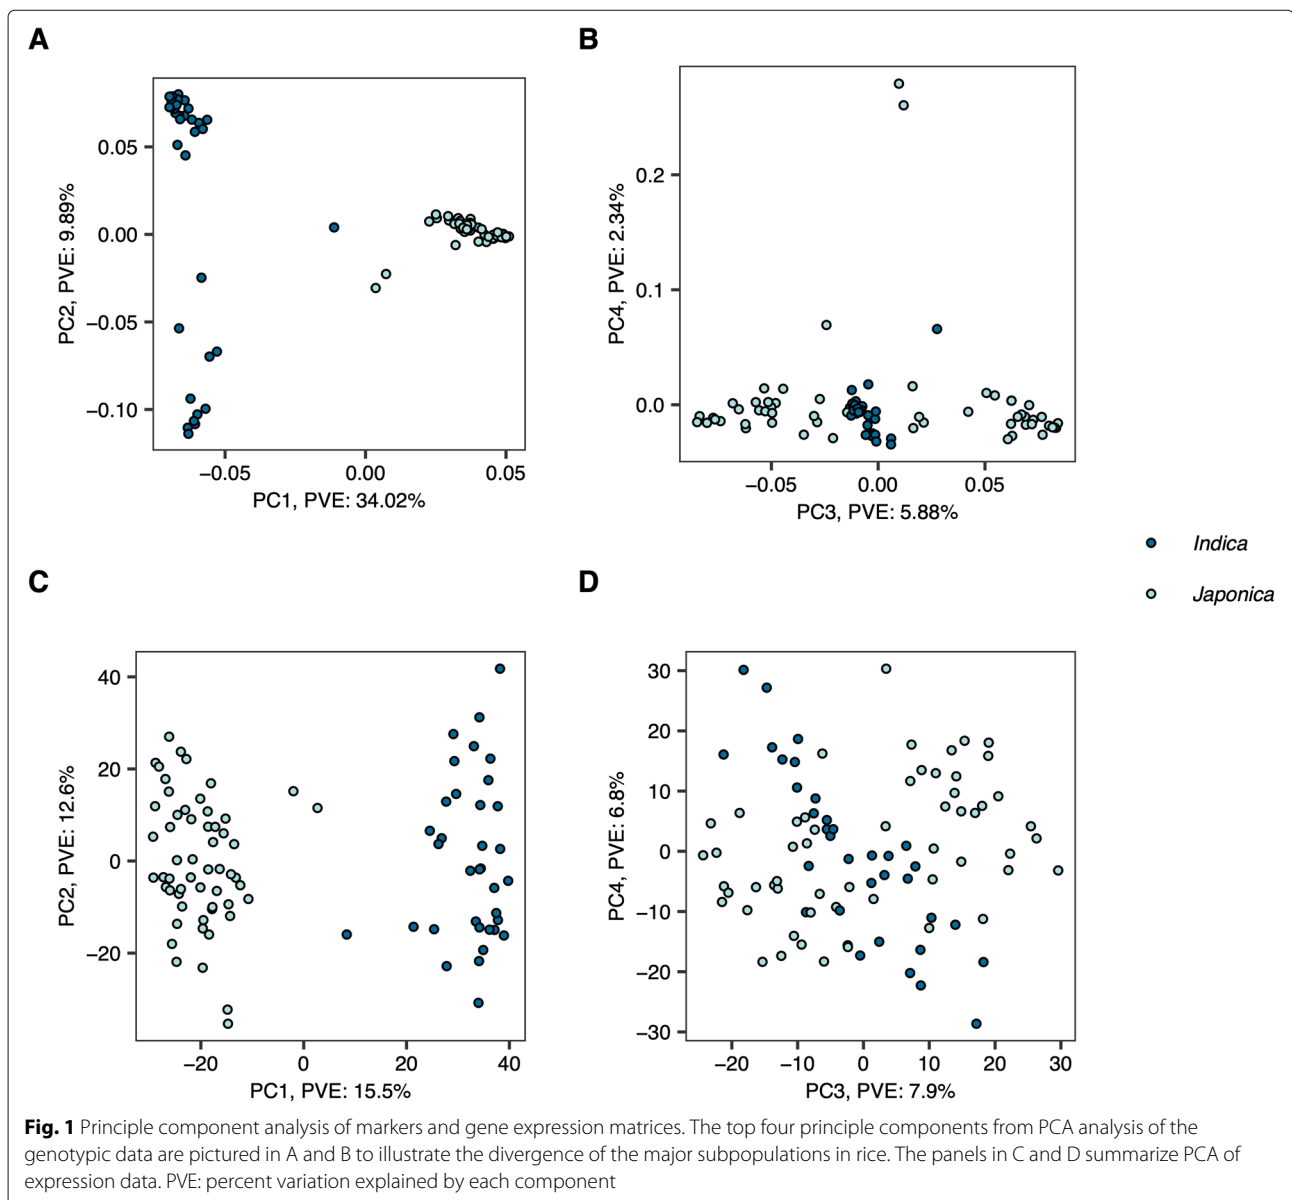 A
B
0.05
0.00
−0.05
−0.10
PC2, PVE: 9.89%
−0.05
0.00
0.05
PC1, PVE: 34.02%
0.2
0.1
0.0
PC4, PVE: 2.34%
−0.05
0.00
0.05
PC3, PVE: 5.88%
Indica
Japonica
C
D
40
20
0
−20
PC2, PVE: 12.6%
−20
0
20
40
PC1, PVE: 15.5%
30
20
10
0
−10
−20
−30
PC4, PVE: 6.8%
−20
−10
0
10
20
30
PC3, PVE: 7.9%
Fig. 1 Principle component analysis of markers and gene expression matrices. The top four principle components from PCA analysis of the
genotypic data are pictured in A and B to illustrate the divergence of the major subpopulations in rice. The panels in C and D summarize PCA of
expression data. PVE: percent variation explained by each component